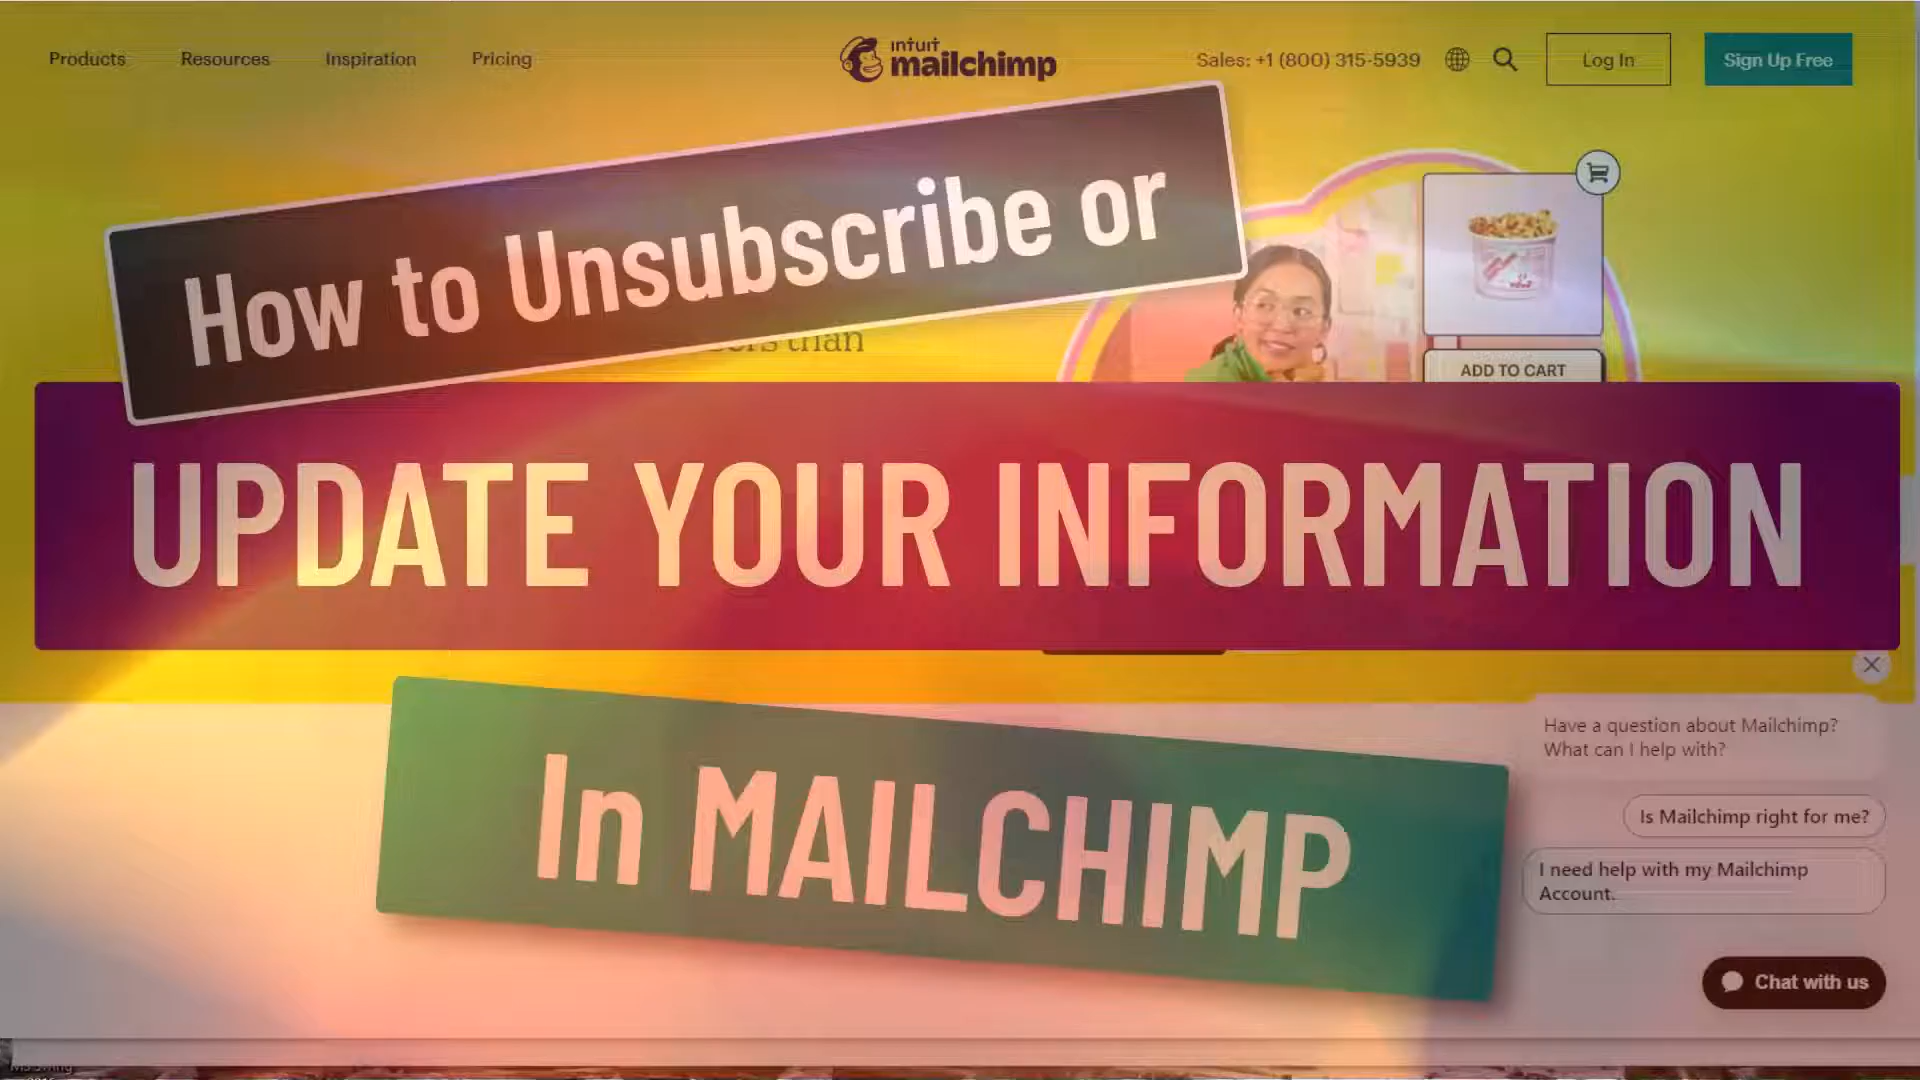 Products Resources Inspiration Pricing
INTUIT
mailchimp
Sales: +1 (800) 315-5939
Log In
Sign Up Free
How to Unsubscribe or
than
ADD TO CART
UPDATE YOUR INFORMATION
In MAILCHIMP
Have a question about Mailchimp?
What can I help with?
Is Mailchimp right for me?
I need help with my Mailchimp
Account.
Chat with us